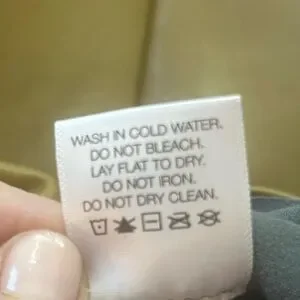 WASH IN COLD WATER.
DO NOT BLEACH.
LAY FLAT TO DRY.
DO NOT IRON.
DO NOT DRY CLEAN.